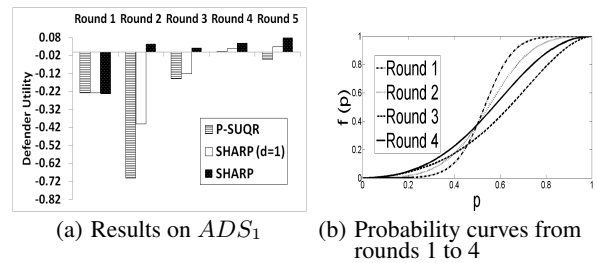 Round 1 Round 2 Round 3 Round 4 Round 5
0.08
-0.02
-0.12
-0.22
-0.32
-0.42
-0.52
-0.62
-0.72
-0.82
Defender Utility
P-SUQR
SHARP (d=1)
SHARP
(a) Results on ADS₁
1
0.8
0.6
0.4
0.2
0
f (p)
Round 1
Round 2
Round 3
Round 4
0 0.2 0.4 0.6 0.8 1
p
(b) Probability curves from
rounds 1 to 4